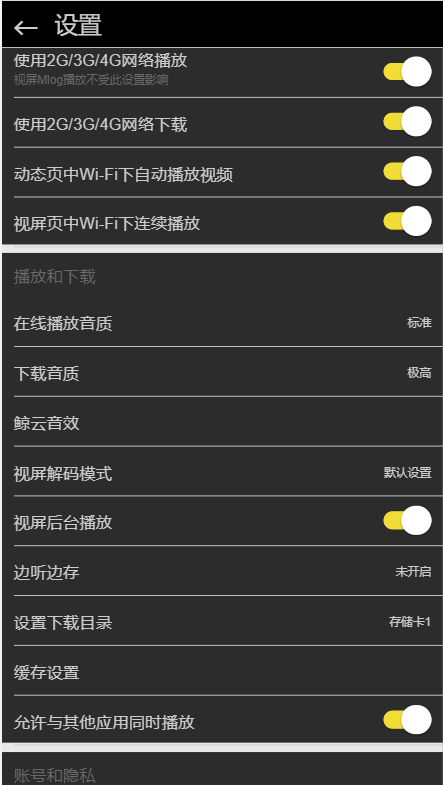 设置
使用2G/3G/4G网络播放
视屏Mlog播放不受此设置影响
使用2G/3G/4G网络下载
动态页中Wi-Fi下自动播放视频
视屏页中Wi-Fi下连续播放
播放和下载
在线播放音质 标准
下载音质 极高
鲸云音效
视屏解码模式 默认设置
视屏后台播放
边听边存 未开启
设置下载目录 存储卡1
缓存设置
允许与其他应用同时播放
账号和隐私